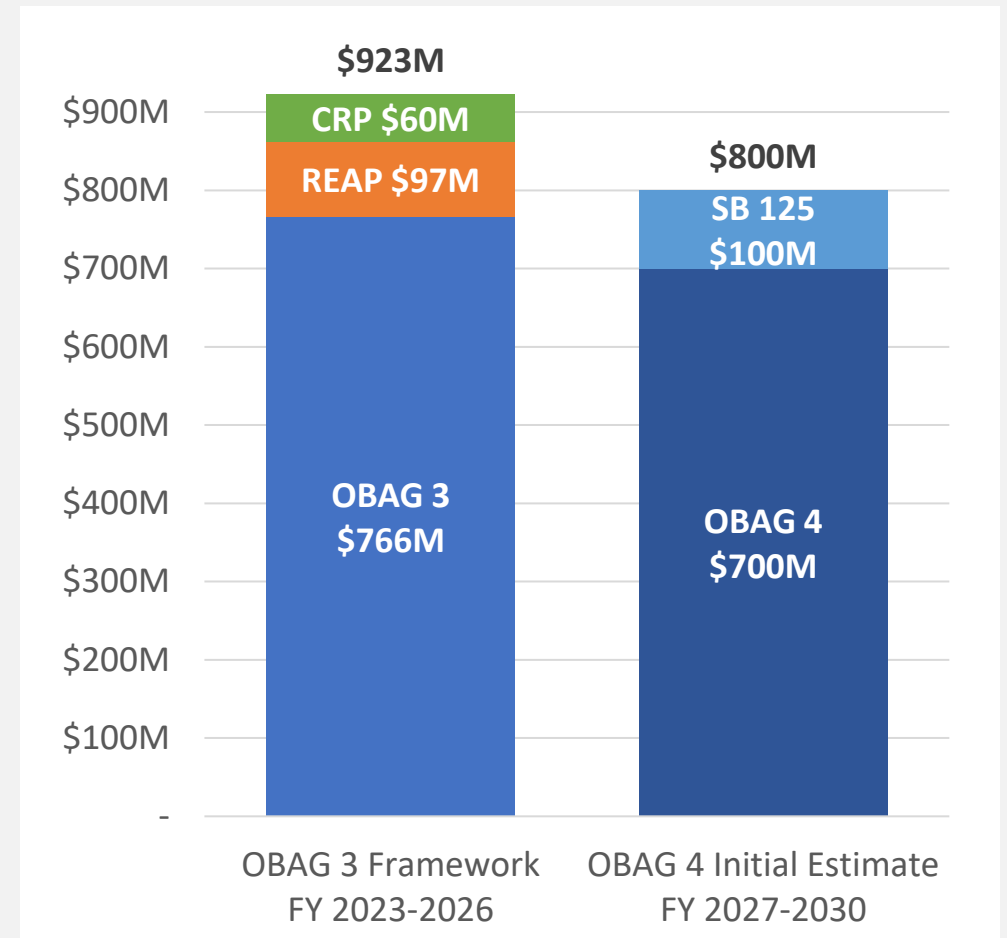 $923M
$900M
CRP $60M
$800M
REAP $97M
$800M
SB 125
$100M
$700M
$600M
$500M
$400M
OBAG 3
$766M
OBAG 4
$700M
$300M
$200M
$100M
-
OBAG 3 Framework
FY 2023-2026
OBAG 4 Initial Estimate
FY 2027-2030